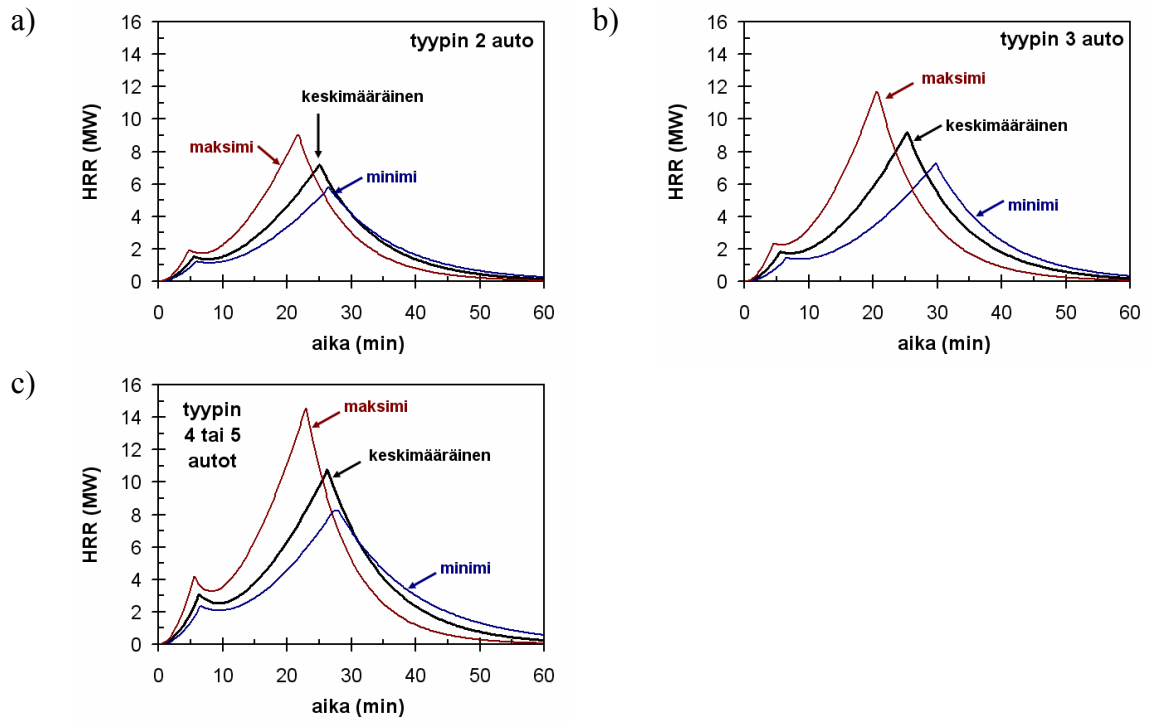 a)
tyypin 2 auto
HRR (MW)
16
14
12
10
8
6
4
2
0
keskimääräinen
maksimi
minimi
0 10 20 30 40 50 60
aika (min)
b)
tyypin 3 auto
HRR (MW)
16
14
12
10
8
6
4
2
0
maksimi
keskimääräinen
minimi
0 10 20 30 40 50 60
aika (min)
c)
tyypin
4 tai 5
autot
HRR (MW)
16
14
12
10
8
6
4
2
0
maksimi
keskimääräinen
minimi
0 10 20 30 40 50 60
aika (min)